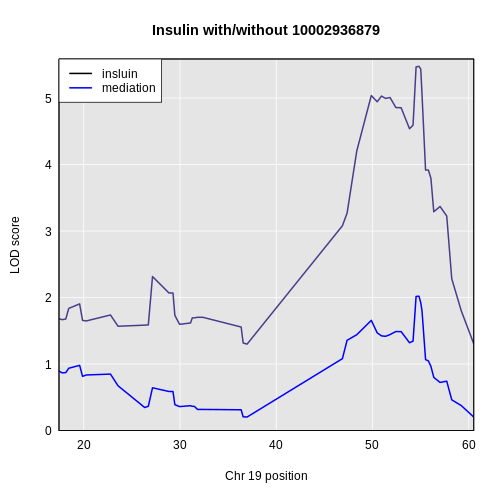 Insulin with/without 10002936879
insluin
mediation
LOD score
5
4
3
2
1
0
20 30 40 50 60
Chr 19 position